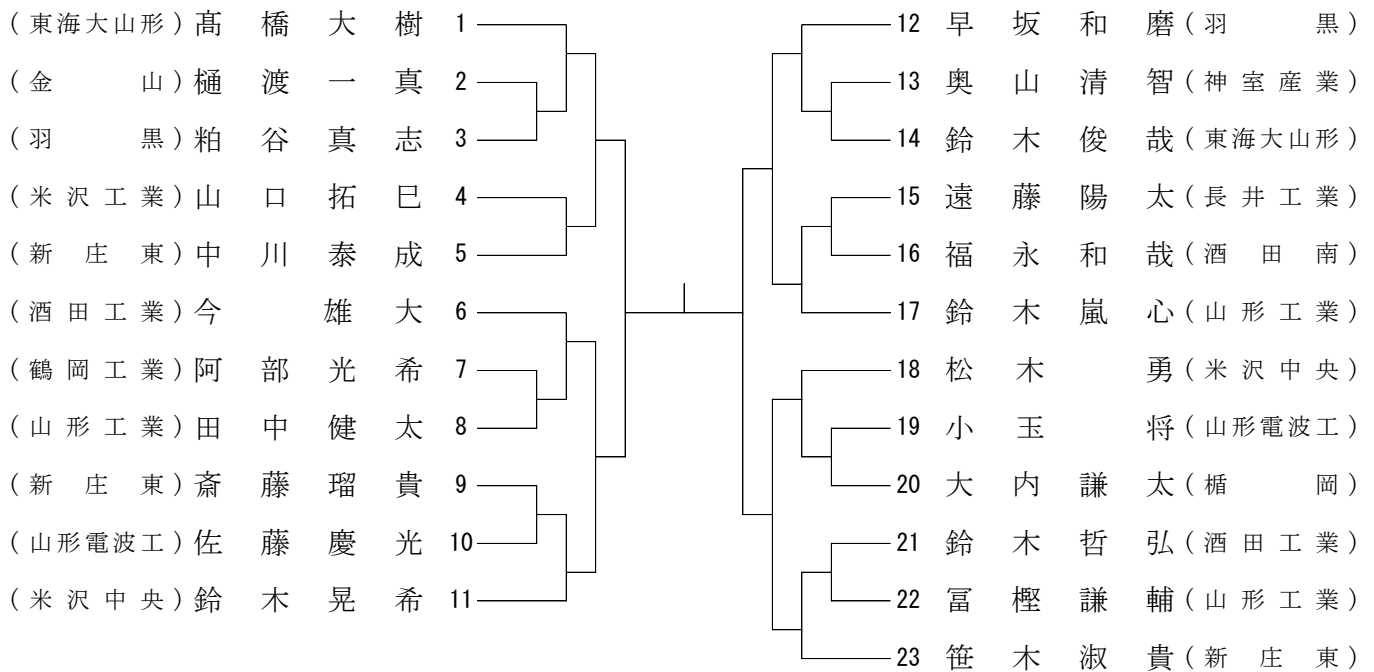 (東海大山形)髙橋大樹 1
(金山)樋渡一真 2
(羽黒)粕谷真志 3
(米沢工業)山口拓巳 4
(新庄東)中川泰成 5
(酒田工業)今雄大 6
(鶴岡工業)阿部光希 7
(山形工業)田中健太 8
(新庄東)斎藤瑠貴 9
(山形電波工)佐藤慶光 10
(米沢中央)鈴木晃希 11
12 早坂和磨(羽黒)
13 奥山清智(神室産業)
14 鈴木俊哉(東海大山形)
15 遠藤陽太(長井工業)
16 福永和哉(酒田南)
17 鈴木嵐心(山形工業)
18 松木勇(米沢中央)
19 小玉将(山形電波工)
20 大内謙太(楯岡)
21 鈴木哲弘(酒田工業)
22 冨樫謙輔(山形工業)
23 笹木淑貴(新庄東)